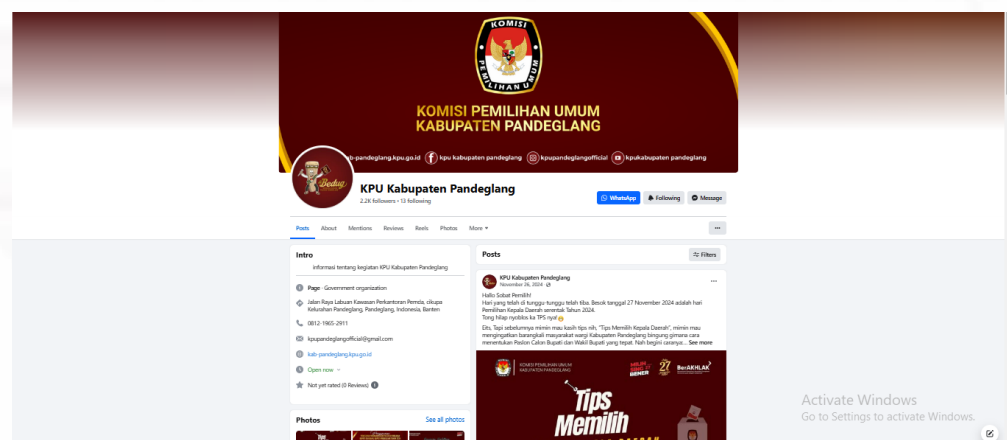 KOMISI
PEMILIHAN UMUM
KOMISI PEMILIHAN UMUM
KABUPATEN PANDEGLANG
kab-pandeglang.kpu.go.id kpu kabupaten pandeglang kpupandeglangofficial kpukabupaten pandeglang
Bedug
KPU Kabupaten Pandeglang
2.2K followers • 13 following
WhatsApp Following Message
Posts About Mentions Reviews Reels Photos More
Intro
Informasi tentang kegiatan KPU Kabupaten Pandeglang
Page · Government organization
Jalan Raya Labuan Kawasan Perkantoran Pemda, cikupa
Kelurahan Pandeglang, Pandeglang, Indonesia, Banten
0812-1965-2911
kpupandeglangofficial@gmail.com
kab-pandeglang.kpu.go.id
Open now
Not yet rated (0 Reviews)
Photos See all photos
Posts Filters
KPU Kabupaten Pandeglang
November 26, 2024
Hallo Sobat Pemilih!
Hari yang telah di tunggu-tunggu telah tiba. Besok tanggal 27 November 2024 adalah hari
Pemilihan Kepala Daerah serentak Tahun 2024.
Tong hilap nyoblos ka TPS nya!
Eits, Tapi sebelumnya mimin mau kasih tips nih, "Tips Memilih Kepala Daerah", mimin mau
mengingatkan barangkali masyarakat wargi Kabupaten Pandeglang bingung gimana cara
menentukan Paslon Calon Bupati dan Wakil Bupati yang tepat. Nah begini caranya:... See more
KOMISI PEMILIHAN UMUM
KABUPATEN PANDEGLANG
27
BerAKHLAK
Tips
Memilih
Activate Windows
Go to Settings to activate Windows.